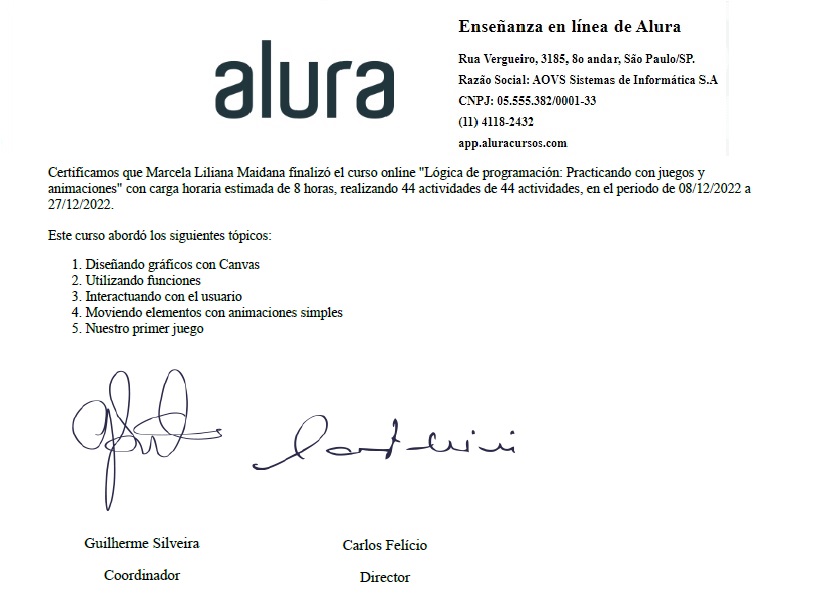 alura
Enseñanza en línea de Alura
Rua Vergueiro, 3185, 8o andar, São Paulo/SP.
Razão Social: AOVS Sistemas de Informática S.A
CNPJ: 05.555.382/0001-33
(11) 4118-2432
app.aluracursos.com
Certificamos que Marcela Liliana Maidana finalizó el curso online "Lógica de programación: Practicando con juegos y
animaciones" con carga horaria estimada de 8 horas, realizando 44 actividades de 44 actividades, en el periodo de 08/12/2022 a
27/12/2022.
Este curso abordó los siguientes tópicos:
1. Diseñando gráficos con Canvas
2. Utilizando funciones
3. Interactuando con el usuario
4. Moviendo elementos con animaciones simples
5. Nuestro primer juego
Guilherme Silveira
Carlos Felício
Coordinador
Director